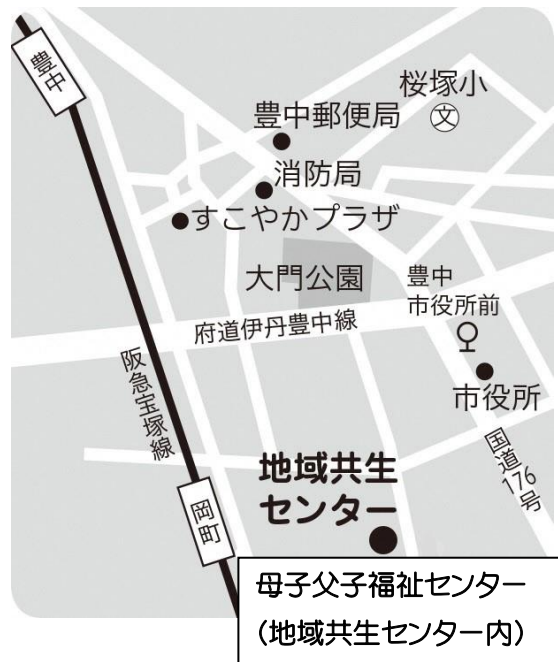 豊中
桜塚小
文
豊中郵便局
消防局
すこやかプラザ
大門公園
豊中
市役所前
府道伊丹豊中線
市役所
阪急宝塚線
国道176号
地域共生
センター
岡町
母子父子福祉センター
（地域共生センター内）